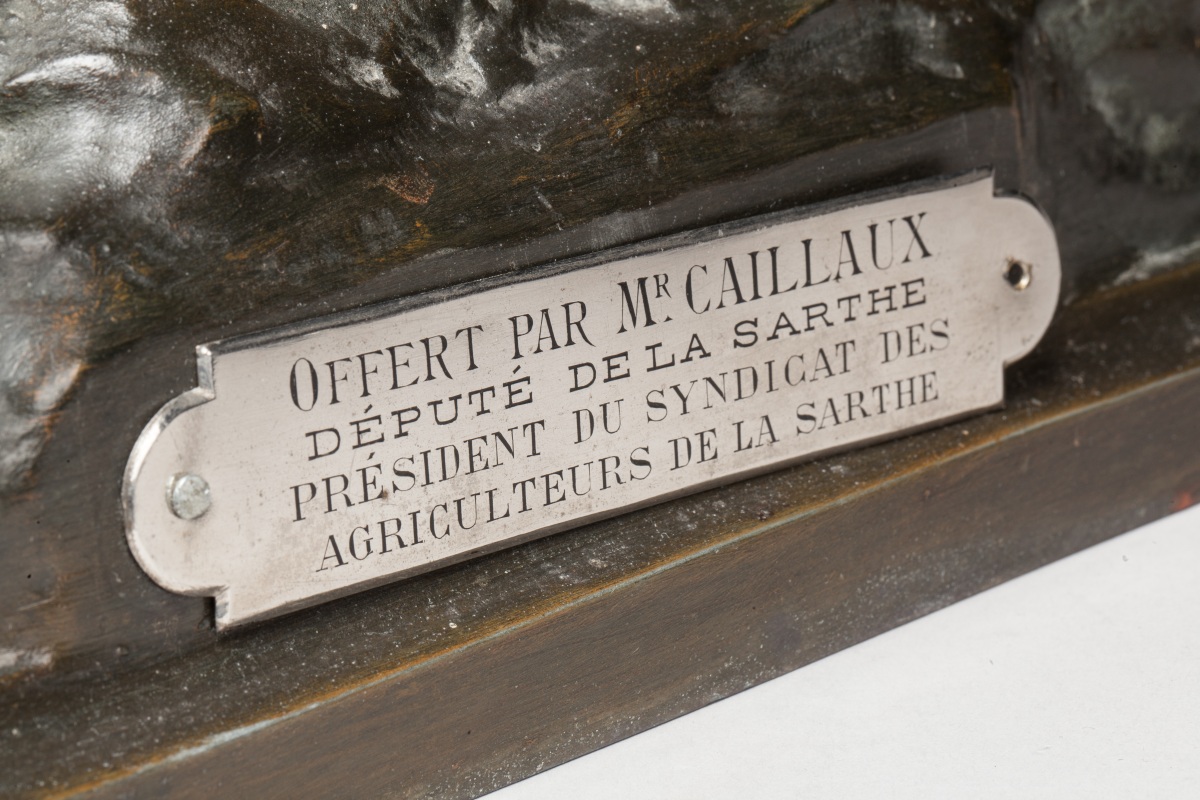 OFFERT PAR MR. CAILLAUX
DÉPUTÉ DE LA SARTHE
PRÉSIDENT DU SYNDICAT DES
AGRICULTEURS DE LA SARTHE